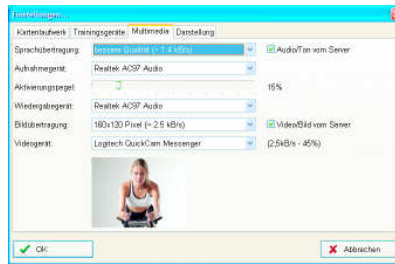 Einstellungen...
Kartenlaufwerk Trainingsgeräte Multimedia Darstellung
Sprachübertragung: bessere Qualität (~ 1.4 kB/s) Audio/Ton vom Server
Aufnahmegerät: Realtek AC97 Audio
Aktivierungspegel: 15%
Wiedergabegerät: Realtek AC97 Audio
Bildübertragung: 160x120 Pixel (~ 2.5 kB/s) Video/Bild vom Server
Videogerät: Logitech QuickCam Messenger (2,5kB/s - 45%)
OK Abbrechen